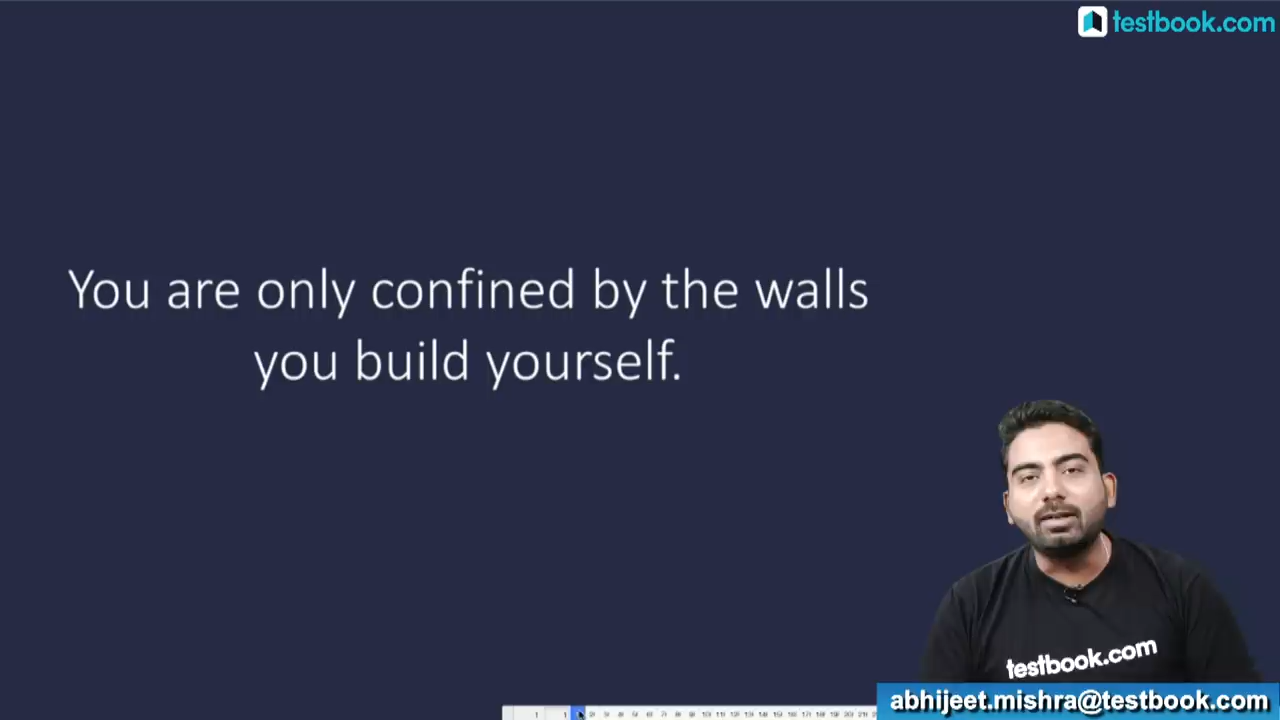 testbook.com
You are only confined by the walls
you build yourself.
testbook.com
abhijeet.mishra@testbook.com